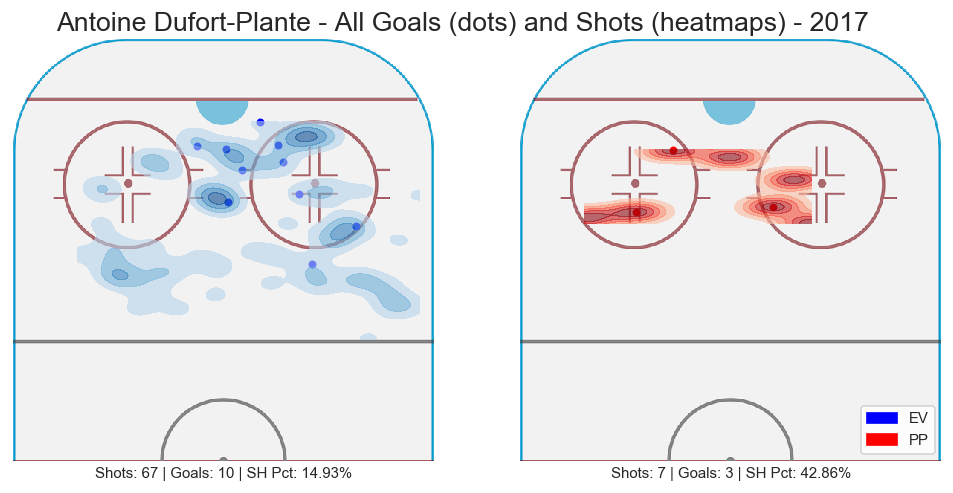 Antoine Dufort-Plante - All Goals (dots) and Shots (heatmaps) - 2017
EV
PP
Shots: 67 | Goals: 10 | SH Pct: 14.93%
Shots: 7 | Goals: 3 | SH Pct: 42.86%